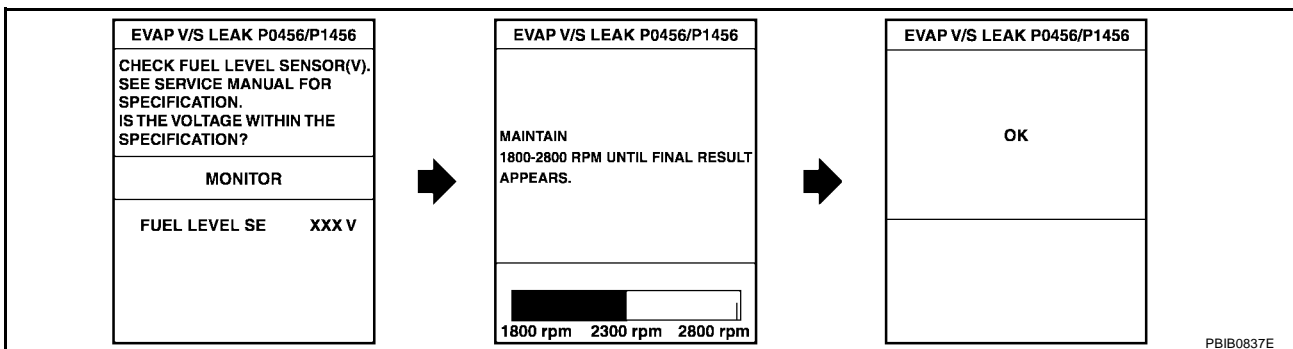 EVAP V/S LEAK P0456/P1456
CHECK FUEL LEVEL SENSOR(V).
SEE SERVICE MANUAL FOR
SPECIFICATION.
IS THE VOLTAGE WITHIN THE
SPECIFICATION?
MONITOR
FUEL LEVEL SE XXX V
EVAP V/S LEAK P0456/P1456
MAINTAIN
1800-2800 RPM UNTIL FINAL RESULT
APPEARS.
1800 rpm 2300 rpm 2800 rpm
EVAP V/S LEAK P0456/P1456
OK
PBIB0837E